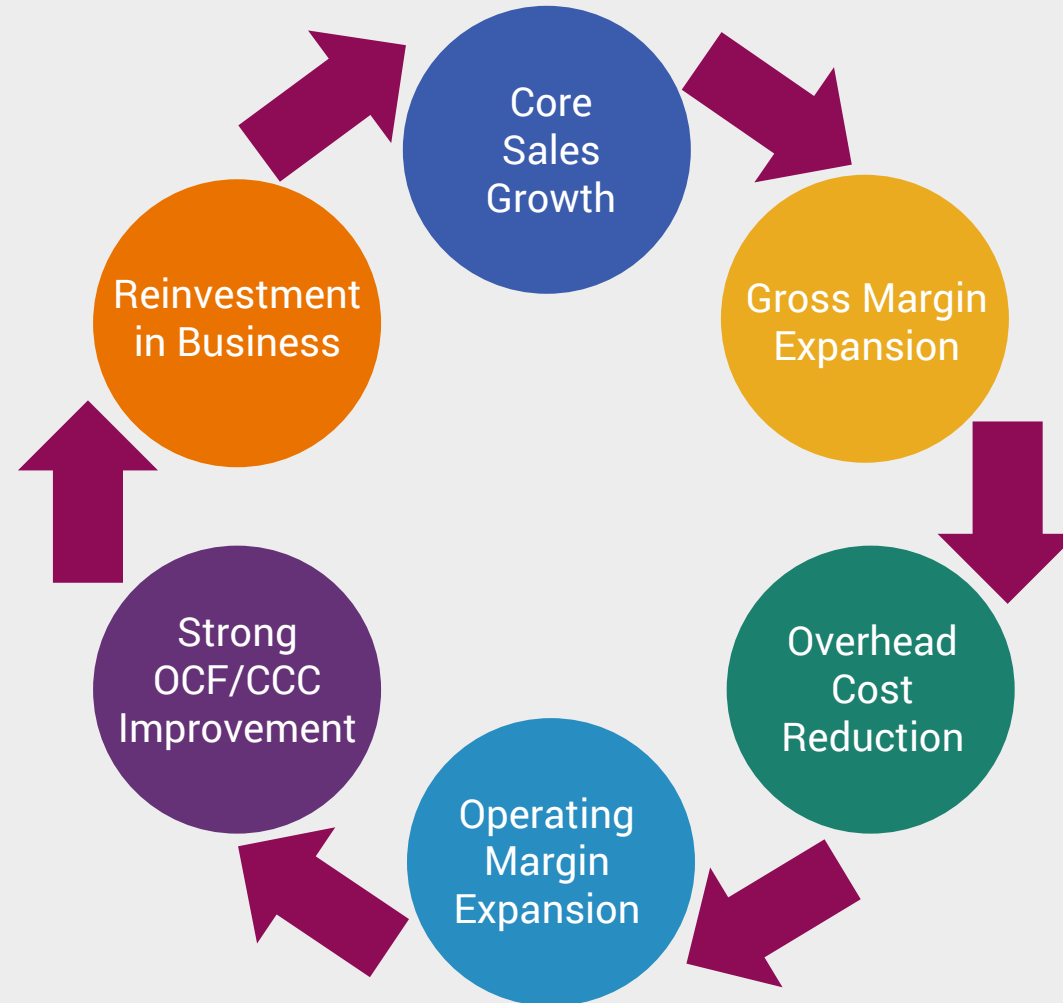 Core
Sales
Growth
Gross Margin
Expansion
Overhead
Cost
Reduction
Operating
Margin
Expansion
Strong
OCF/CCC
Improvement
Reinvestment
in Business